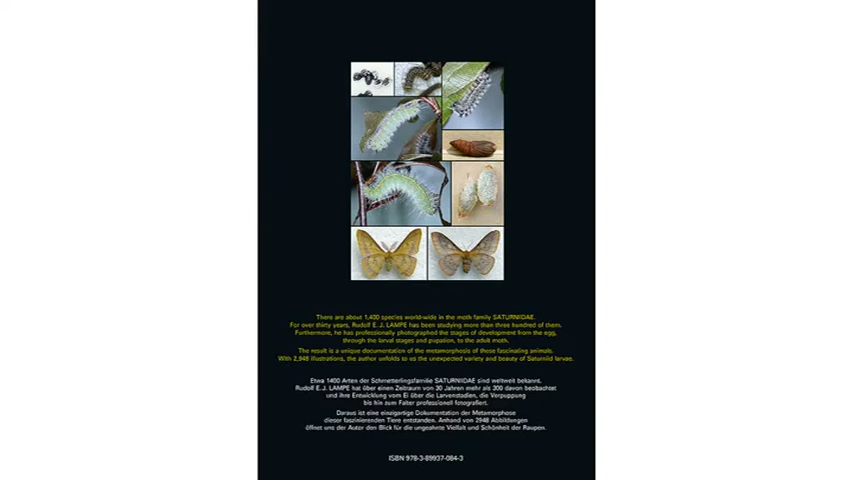 There are about 1,400 species world-wide in the moth family SATURNIIDAE.
For over thirty years, Rudolf E. J. LAMPE has been studying more than three hundred of them.
Furthermore, he has professionally photographed the stages of development from the egg,
through the larval stages and pupation, to the adult moth.
The result is a unique documentation of the metamorphosis of these fascinating animals.
With 2,948 illustrations, the author unfolds to us the unexpected variety and beauty of Saturniid larvae.
Etwa 1400 Arten der Schmetterlingsfamilie SATURNIIDAE sind weltweit bekannt.
Rudolf E. J. LAMPE hat über einen Zeitraum von 30 Jahren mehr als 300 davon beobachtet
und ihre Entwicklung vom Ei über die Larvenstadien, die Verpuppung
bis hin zum Falter professionell fotografiert.
Daraus ist eine einzigartige Dokumentation der Metamorphose
dieser faszinierenden Tiere entstanden. Anhand von 2948 Abbildungen
öffnet uns der Autor den Blick für die ungeahnte Vielfalt und Schönheit der Raupen.
ISBN 978-3-89937-084-3